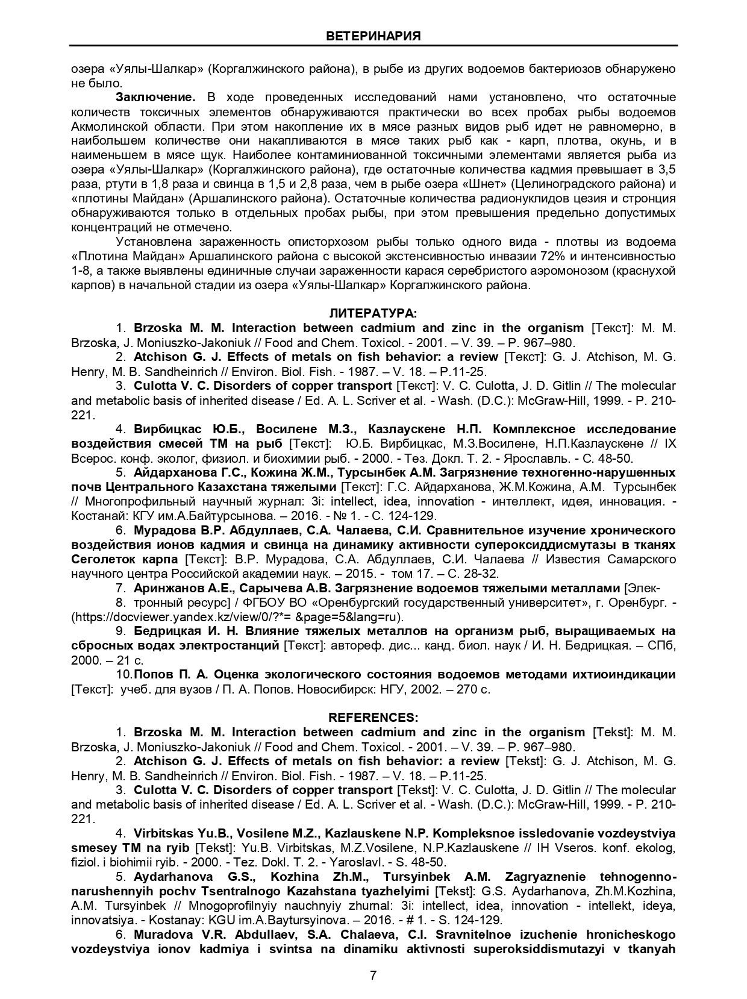 ВЕТЕРИНАРИЯ
озера «Уялы-Шалкар» (Коргалжинского района), в рыбе из других водоемов бактериозов обнаружено
не было.
Заключение. В ходе проведенных исследований нами установлено, что остаточные
количеств токсичных элементов обнаруживаются практически во всех пробах рыбы водоемов
Акмолинской области. При этом накопление их в мясе разных видов рыб идет не равномерно, в
наибольшем количестве они накапливаются в мясе таких рыб как - карп, плотва, окунь, и в
наименьшем в мясе щук. Наиболее контаминиованной токсичными элементами является рыба из
озера «Уялы-Шалкар» (Коргалжинского района), где остаточные количества кадмия превышает в 3,5
раза, ртути в 1,8 раза и свинца в 1,5 и 2,8 раза, чем в рыбе озера «Шнет» (Целиноградского района) и
«плотины Майдан» (Аршалинского района). Остаточные количества радионуклидов цезия и стронция
обнаруживаются только в отдельных пробах рыбы, при этом превышения предельно допустимых
концентраций не отмечено.
Установлена зараженность описторхозом рыбы только одного вида - плотвы из водоема
«Плотина Майдан» Аршалинского района с высокой экстенсивностью инвазии 72% и интенсивностью
1-8, а также выявлены единичные случаи зараженности карася серебристого аэромонозом (краснухой
карпов) в начальной стадии из озера «Уялы-Шалкар» Коргалжинского района.
ЛИТЕРАТУРА:
1. Brzoska M. M. Interaction between cadmium and zinc in the organism [Текст]: M. M.
Brzoska, J. Moniuszko-Jakoniuk // Food and Chem. Toxicol. - 2001. – V. 39. – P. 967–980.
2. Atchison G. J. Effects of metals on fish behavior: a review [Текст]: G. J. Atchison, M. G.
Henry, M. B. Sandheinrich // Environ. Biol. Fish. - 1987. – V. 18. – P.11-25.
3. Culotta V. C. Disorders of copper transport [Текст]: V. C. Culotta, J. D. Gitlin // The molecular
and metabolic basis of inherited disease / Ed. A. L. Scriver et al. - Wash. (D.C.): McGraw-Hill, 1999. - P. 210-
221.
4. Вирбицкас Ю.Б., Восилене М.З., Казлаускене Н.П. Комплексное исследование
воздействия смесей ТМ на рыб [Текст]: Ю.Б. Вирбицкас, М.З.Восилене, Н.П.Казлаускене // IX
Всерос. конф. эколог, физиол. и биохимии рыб. - 2000. - Тез. Докл. Т. 2. - Ярославль. - С. 48-50.
5. Айдарханова Г.С., Кожина Ж.М., Турсынбек А.М. Загрязнение техногенно-нарушенных
почв Центрального Казахстана тяжелыми [Текст]: Г.С. Айдарханова, Ж.М.Кожина, А.М. Турсынбек
// Многопрофильный научный журнал: 3i: intellect, idea, innovation - интеллект, идея, инновация. -
Костанай: КГУ им.А.Байтурсынова. – 2016. - № 1. - С. 124-129.
6. Мурадова В.Р. Абдуллаев, С.А. Чалаева, С.И. Сравнительное изучение хронического
воздействия ионов кадмия и свинца на динамику активности супероксиддисмутазы в тканях
Сеголеток карпа [Текст]: В.Р. Мурадова, С.А. Абдуллаев, С.И. Чалаева // Известия Самарского
научного центра Российской академии наук. – 2015. - том 17. – С. 28-32.
7. Аринжанов А.Е., Сарычева А.В. Загрязнение водоемов тяжелыми металлами [Элек-
8. тронный ресурс] / ФГБОУ ВО «Оренбургский государственный университет», г. Оренбург. -
(https://docviewer.yandex.kz/view/0/?*= &page=5&lang=ru).
9. Бедрицкая И. Н. Влияние тяжелых металлов на организм рыб, выращиваемых на
сбросных водах электростанций [Текст]: автореф. дис... канд. биол. наук / И. Н. Бедрицкая. – СПб,
2000. – 21 с.
10.Попов П. А. Оценка экологического состояния водоемов методами ихтиоиндикации
[Текст]: учеб. для вузов / П. А. Попов. Новосибирск: НГУ, 2002. – 270 с.
REFERENCES:
1. Brzoska M. M. Interaction between cadmium and zinc in the organism [Tekst]: M. M.
Brzoska, J. Moniuszko-Jakoniuk // Food and Chem. Toxicol. - 2001. – V. 39. – P. 967–980.
2. Atchison G. J. Effects of metals on fish behavior: a review [Tekst]: G. J. Atchison, M. G.
Henry, M. B. Sandheinrich // Environ. Biol. Fish. - 1987. – V. 18. – P.11-25.
3. Culotta V. C. Disorders of copper transport [Tekst]: V. C. Culotta, J. D. Gitlin // The molecular
and metabolic basis of inherited disease / Ed. A. L. Scriver et al. - Wash. (D.C.): McGraw-Hill, 1999. - P. 210-
221.
4. Virbitskas Yu.B., Vosilene M.Z., Kazlauskene N.P. Kompleksnoe issledovanie vozdeystviya
smesey TM na ryib [Tekst]: Yu.B. Virbitskas, M.Z.Vosilene, N.P.Kazlauskene // IH Vseros. konf. ekolog,
fiziol. i biohimii ryib. - 2000. - Tez. Dokl. T. 2. - Yaroslavl. - S. 48-50.
5. Aydarhanova G.S., Kozhina Zh.M., Tursyinbek A.M. Zagryaznenie tehnogenno-
narushennyih pochv Tsentralnogo Kazahstana tyazhelyimi [Tekst]: G.S. Aydarhanova, Zh.M.Kozhina,
A.M. Tursyinbek // Mnogoprofilnyiy nauchnyiy zhurnal: 3i: intellect, idea, innovation - intellekt, ideya,
innovatsiya. - Kostanay: KGU im.A.Baytursyinova. – 2016. - # 1. - S. 124-129.
6. Muradova V.R. Abdullaev, S.A. Chalaeva, C.I. Sravnitelnoe izuchenie hronicheskogo
vozdeystviya ionov kadmiya i svintsa na dinamiku aktivnosti superoksiddismutazyi v tkanyah
7